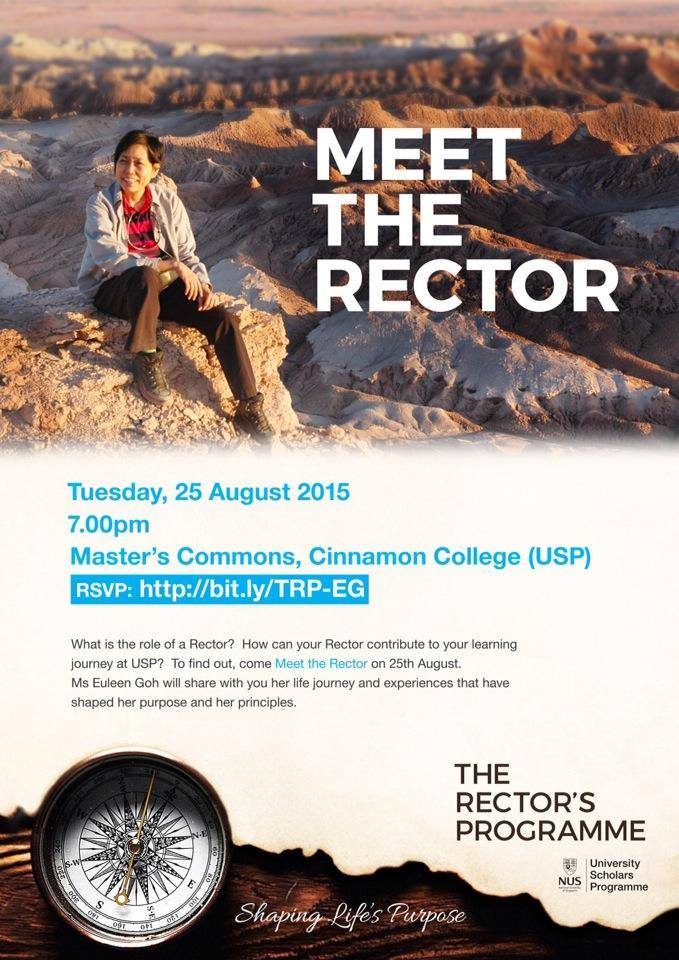 MEET
THE
RECTOR
Tuesday, 25 August 2015
7.00pm
Master's Commons, Cinnamon College (USP)
RSVP: http://bit.ly/TRP-EG
What is the role of a Rector? How can your Rector contribute to your learning
journey at USP? To find out, come Meet the Rector on 25th August.
Ms Euleen Goh will share with you her life journey and experiences that have
shaped her purpose and her principles.
THE
RECTOR'S
PROGRAMME
NUS
University
Scholars
Programme
Shaping Life's Purpose
W
N-E
S-W
E
S
S-E